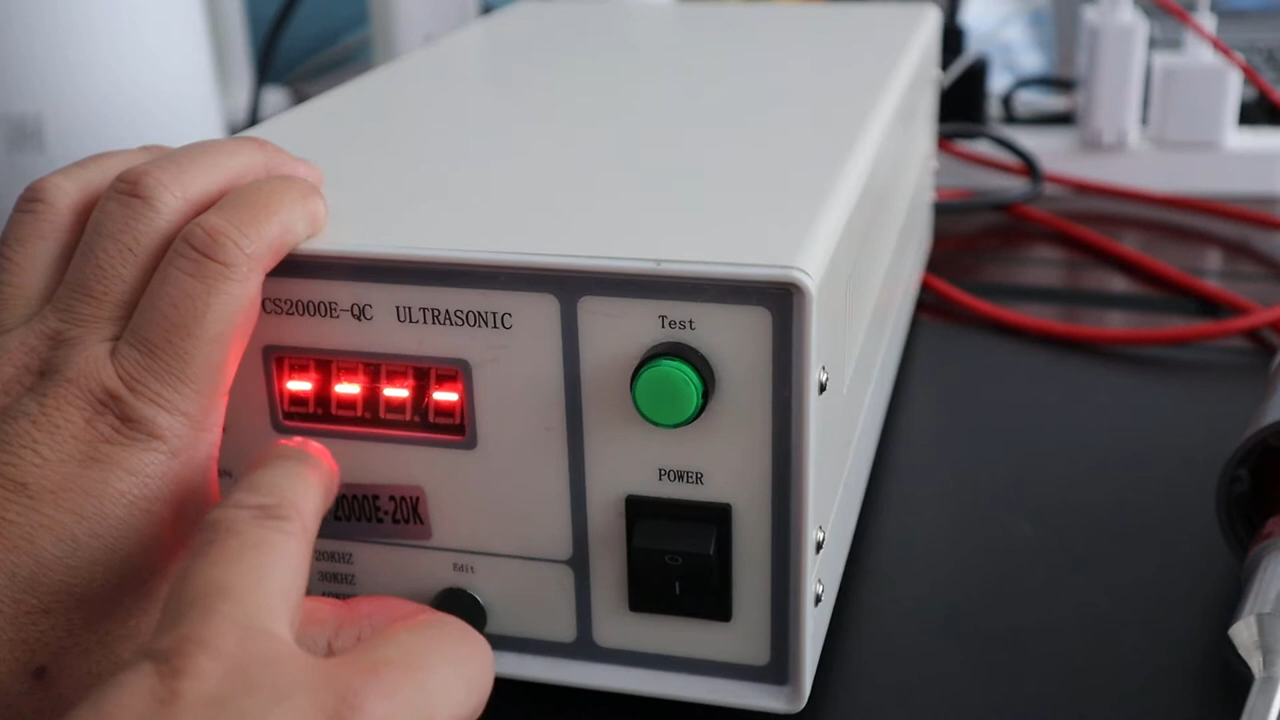 CS2000E-QC ULTRASONIC
Test
----
POWER
2000E-20K
20KHZ
30KHZ
Edit
I